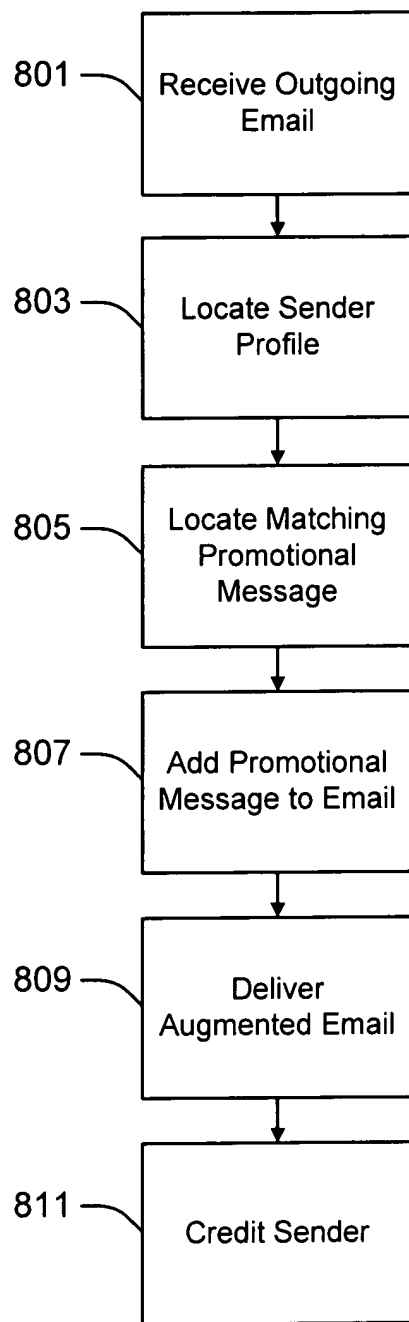 801
Receive Outgoing
Email
803
Locate Sender
Profile
805
Locate Matching
Promotional
Message
807
Add Promotional
Message to Email
809
Deliver
Augmented Email
811
Credit Sender